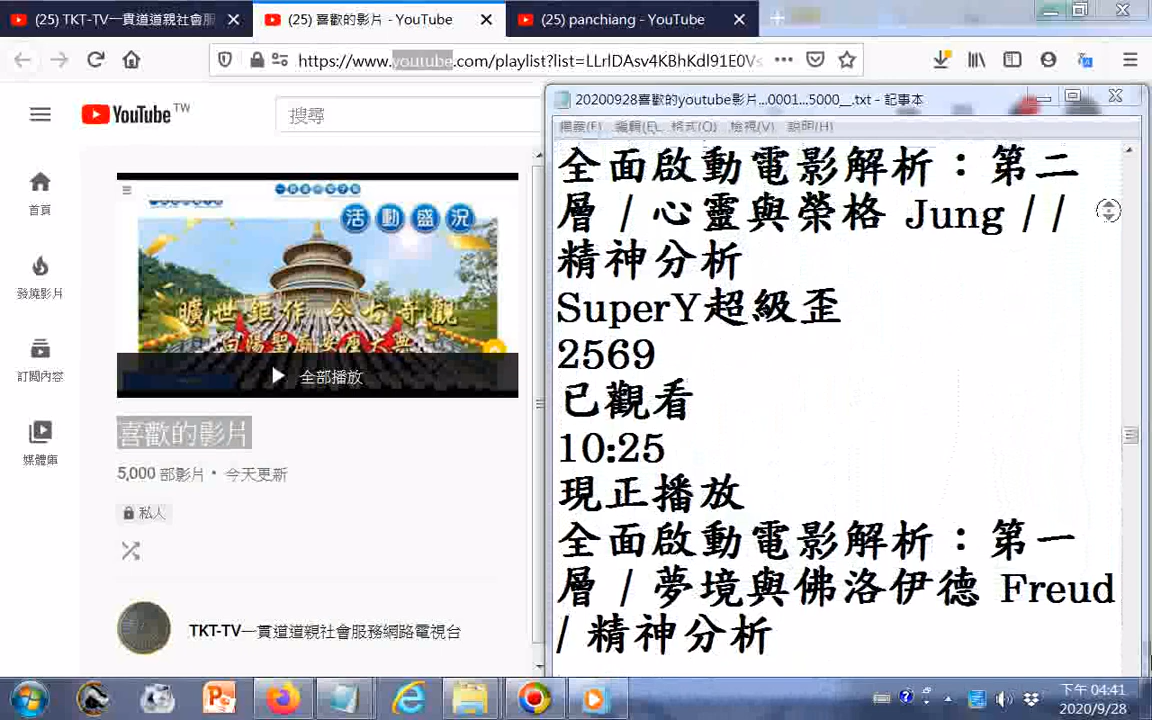 (25) TKT-TV一貫道道親社會服
(25) 喜歡的影片 - YouTube
(25) panchiang - YouTube
https://www.youtube.com/playlist?list=LLrlDAsv4KBhKdl91E0Vs
YouTube TW
搜尋
首頁
發燒影片
訂閱內容
媒體庫
活動盛況
曠世鉅作 今古奇觀
白陽聖廟安座大典
全部播放
喜歡的影片
5,000 部影片・今天更新
私人
TKT-TV一貫道道親社會服務網路電視台
20200928喜歡的youtube影片...0001...5000__.txt - 記事本
檔案(F) 編輯(E) 格式(O) 檢視(V) 說明(H)
全面啟動電影解析：第二
層 / 心靈與榮格 Jung / /
精神分析
SuperY超級歪
2569
已觀看
10:25
現正播放
全面啟動電影解析：第一
層 / 夢境與佛洛伊德 Freud
/ 精神分析
下午 04:41
2020/9/28